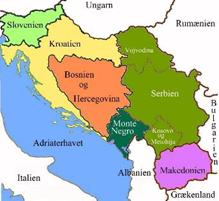 Ungarn
Slovenien
Kroatien
Rumænien
Vojvodina
Bosnien
og
Hercegovina
Serbien
Monte
Negro
Kosovo
og
Metohija
Bulgarien
Adriaterhavet
Italien
Albanien
Makedonien
Grækenland